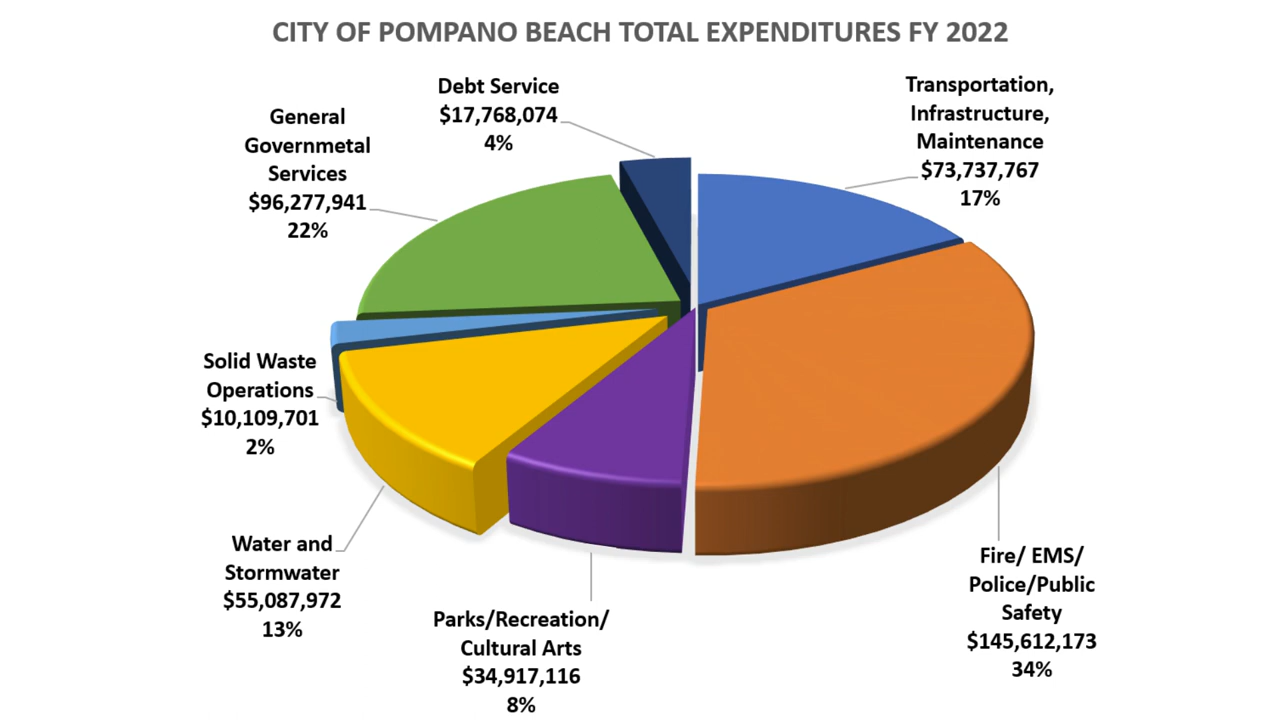 CITY OF POMPANO BEACH TOTAL EXPENDITURES FY 2022
Debt Service
$17,768,074
4%
Transportation,
Infrastructure,
Maintenance
$73,737,767
17%
General
Governmetal
Services
$96,277,941
22%
Solid Waste
Operations
$10,109,701
2%
Water and
Stormwater
$55,087,972
13%
Parks/Recreation/
Cultural Arts
$34,917,116
8%
Fire/ EMS/
Police/Public
Safety
$145,612,173
34%